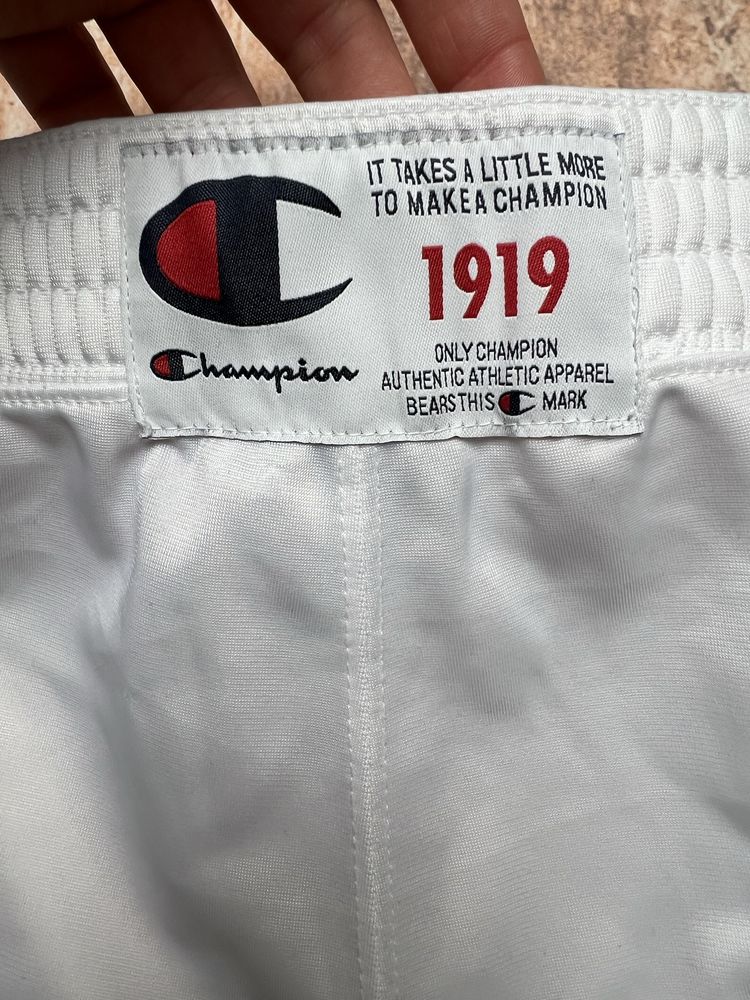 IT TAKES A LITTLE MORE
TO MAKE A CHAMPION
1919
Champion
ONLY CHAMPION
AUTHENTIC ATHLETIC APPAREL
BEARS THIS C MARK